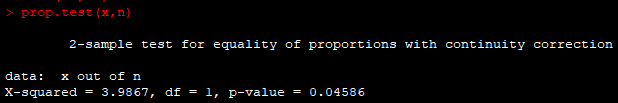 > prop.test(x,n)
2-sample test for equality of proportions with continuity correction
data:  x out of n
X-squared = 3.9867, df = 1, p-value = 0.04586